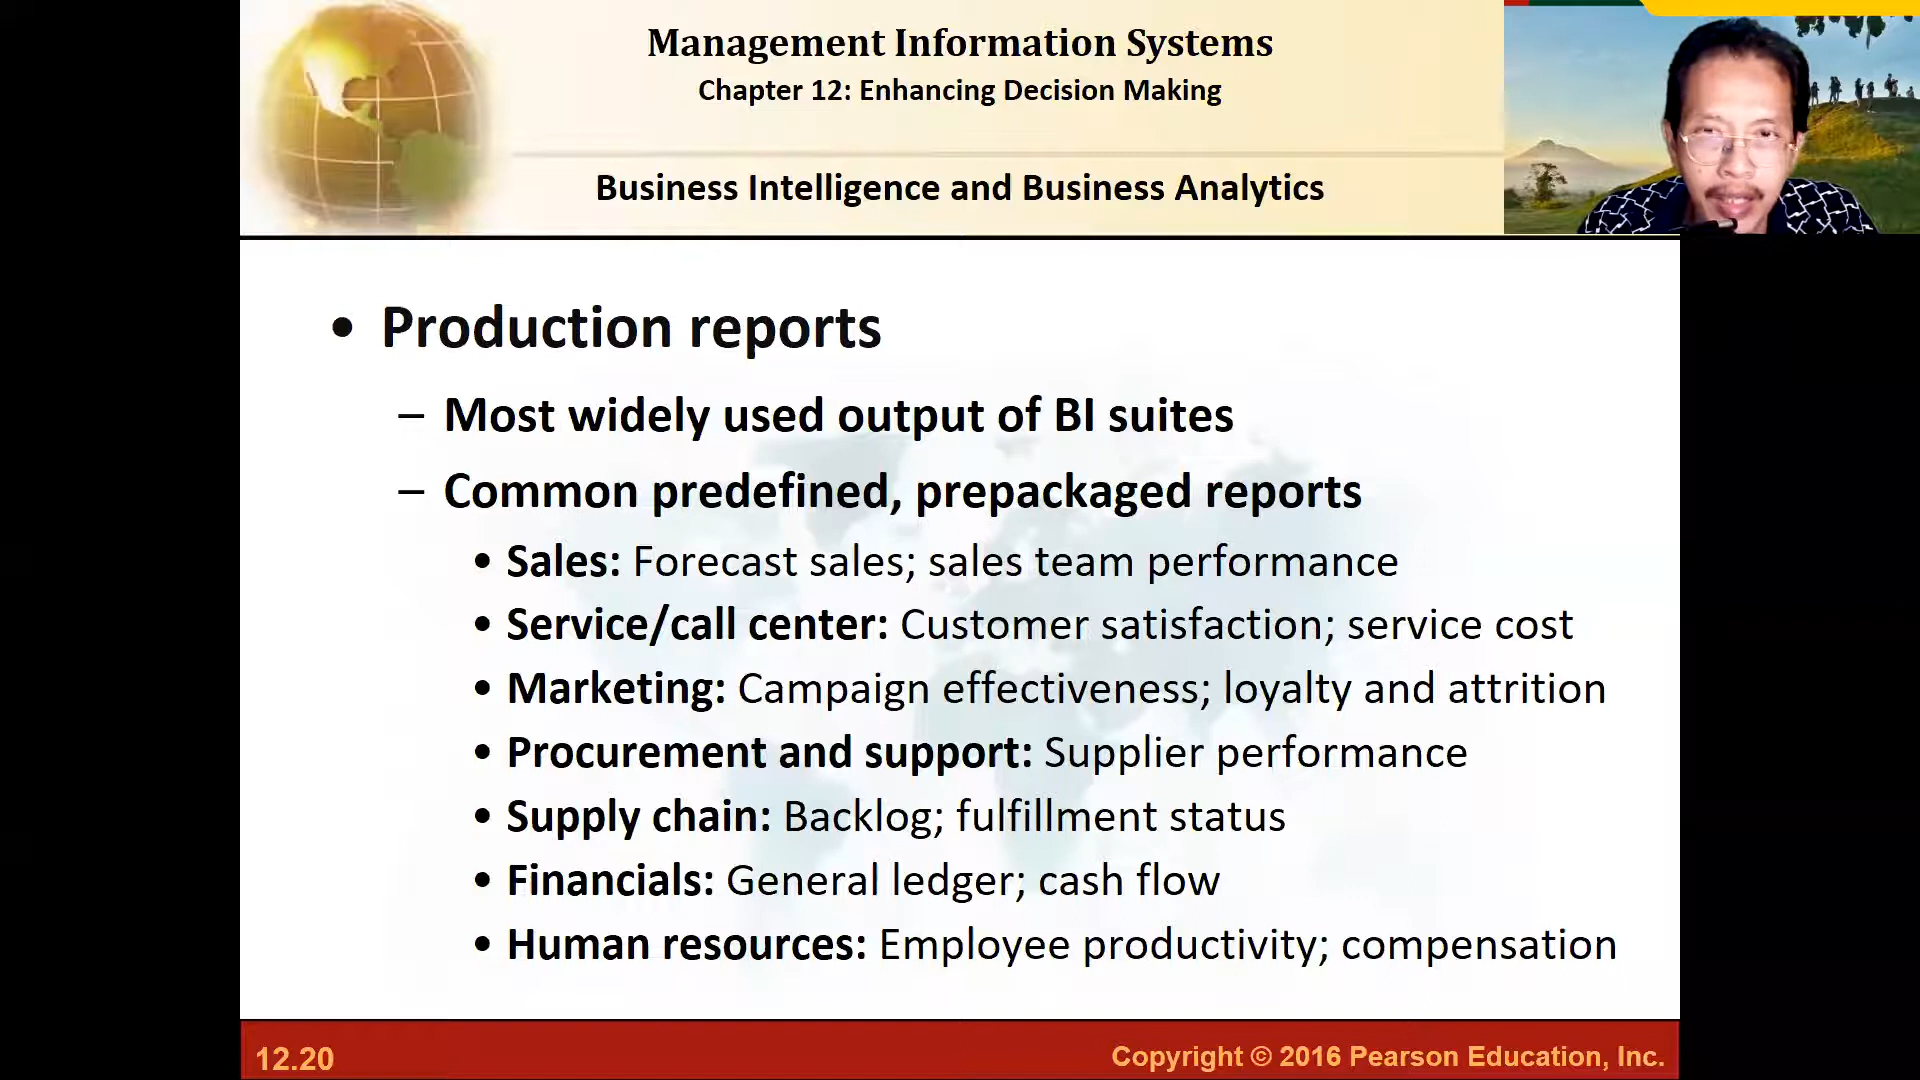 Management Information Systems
Chapter 12: Enhancing Decision Making
Business Intelligence and Business Analytics
• Production reports
– Most widely used output of BI suites
– Common predefined, prepackaged reports
• Sales: Forecast sales; sales team performance
• Service/call center: Customer satisfaction; service cost
• Marketing: Campaign effectiveness; loyalty and attrition
• Procurement and support: Supplier performance
• Supply chain: Backlog; fulfillment status
• Financials: General ledger; cash flow
• Human resources: Employee productivity; compensation
12.20
Copyright © 2016 Pearson Education, Inc.